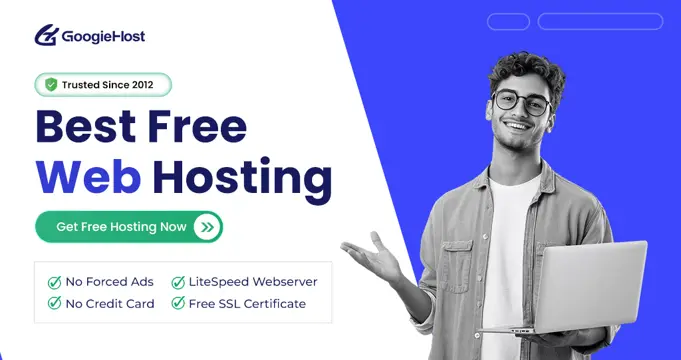 GoogieHost
Trusted Since 2012
Best Free
Web Hosting
Get Free Hosting Now
No Forced Ads
LiteSpeed Webserver
No Credit Card
Free SSL Certificate